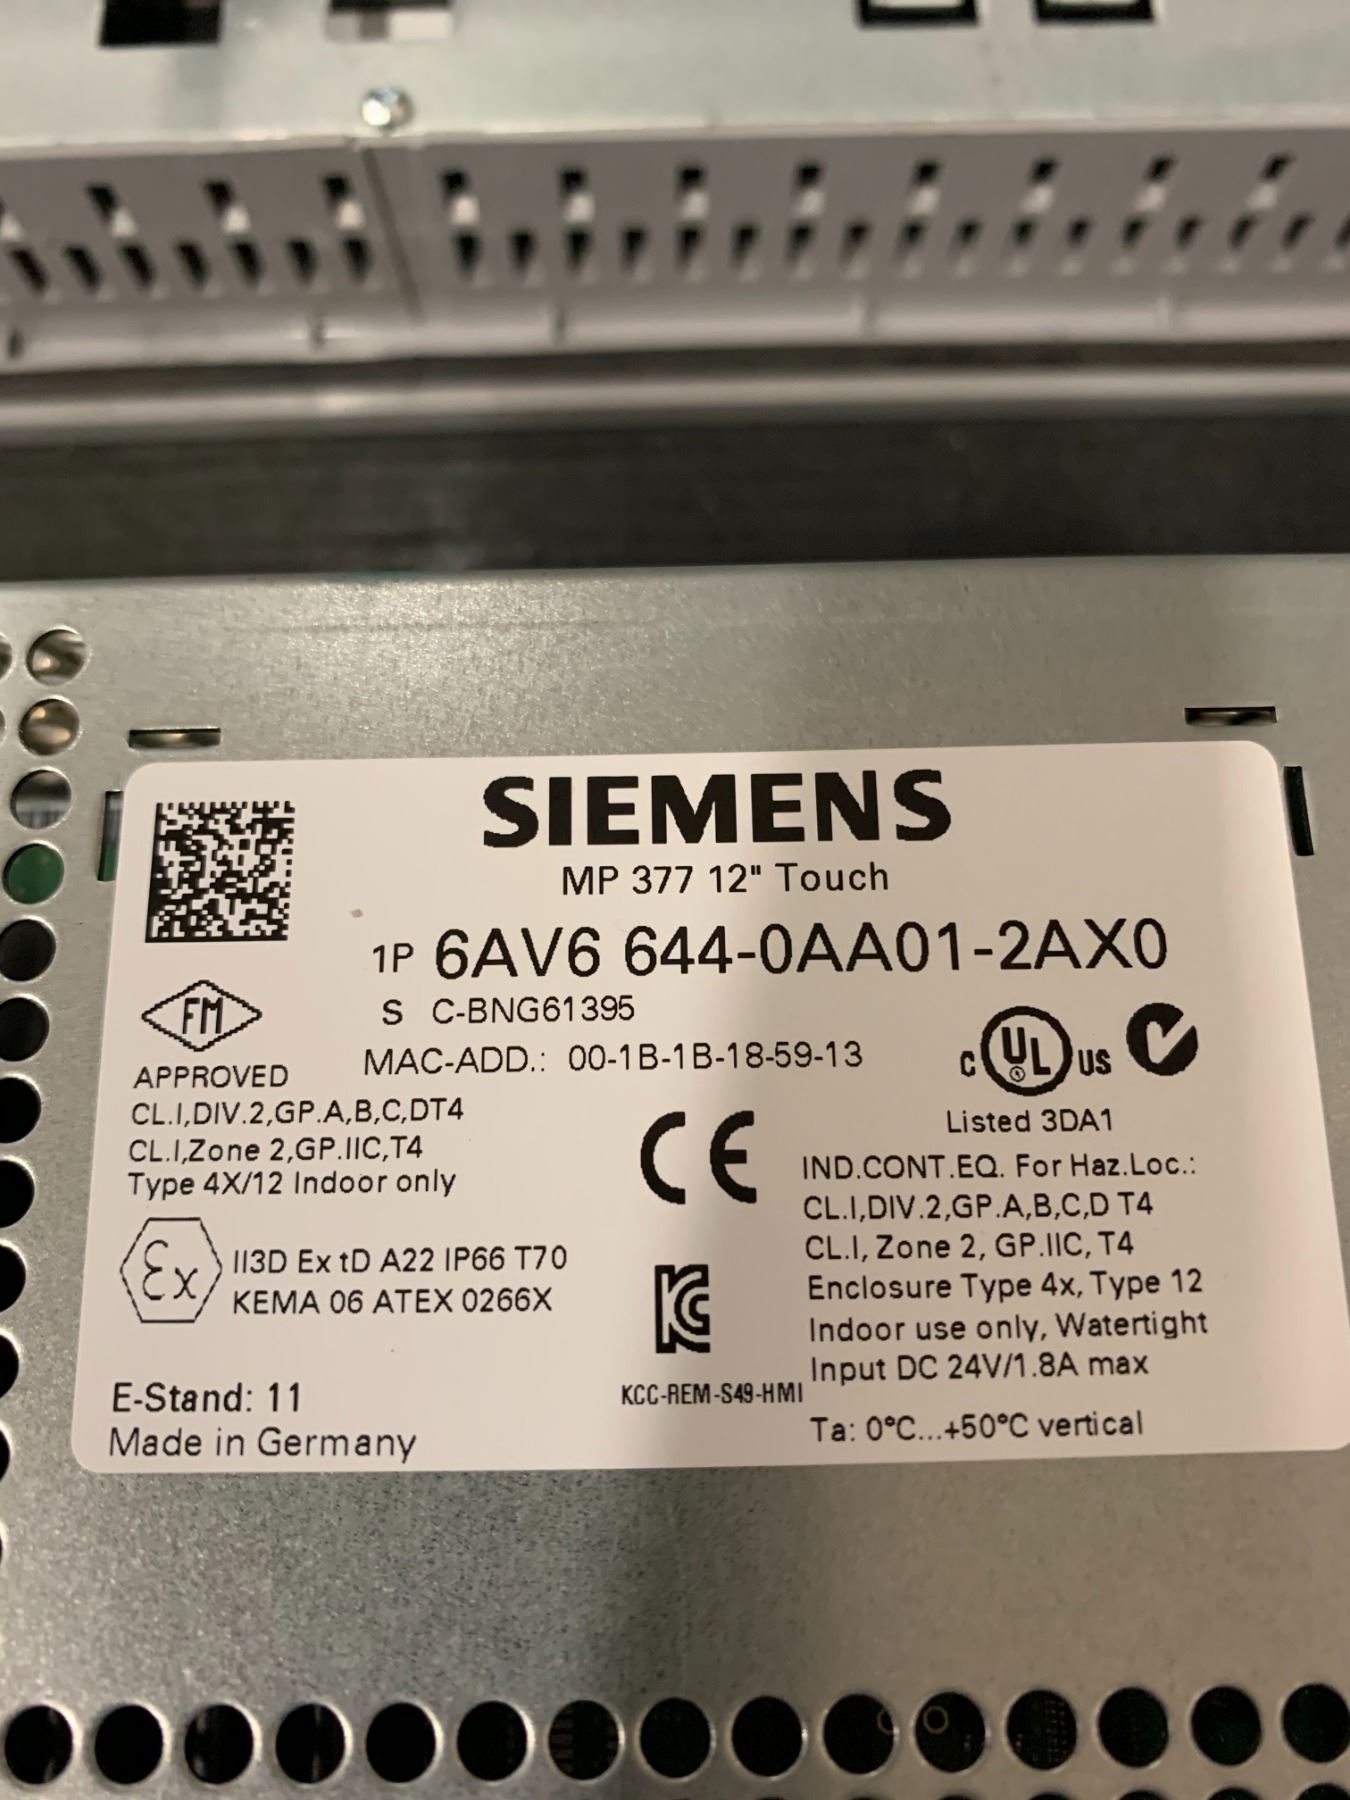 SIEMENS
MP 377 12" Touch
1P 6AV6 644-0AA01-2AX0
S C-BNG61395
MAC-ADD.: 00-1B-1B-18-59-13
FM
APPROVED
CL.I,DIV.2,GP.A,B,C,DT4
CL.I,Zone 2,GP.IIC,T4
Type 4X/12 Indoor only
Ex
II3D Ex tD A22 IP66 T70
KEMA 06 ATEX 0266X
E-Stand: 11
Made in Germany
CE
KC
KCC-REM-S49-HMI
C UL US
Listed 3DA1
IND.CONT.EQ. For Haz.Loc.:
CL.I,DIV.2,GP.A,B,C,D T4
CL.I, Zone 2, GP.IIC, T4
Enclosure Type 4x, Type 12
Indoor use only, Watertight
Input DC 24V/1.8A max
Ta: 0°C...+50°C vertical